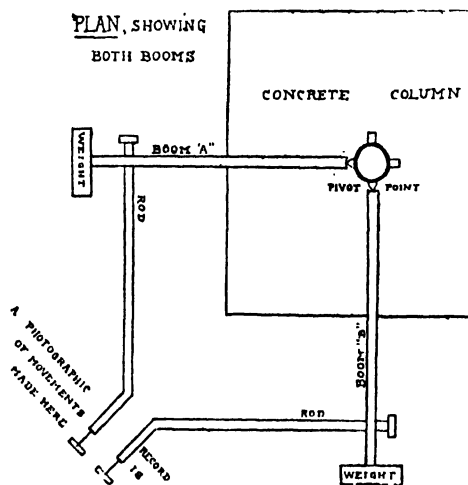 PLAN, SHOWING
BOTH BOOMS
CONCRETE COLUMN
WEIGHT
BOOM "A"
PIVOT POINT
ROD
BOOM "B"
A PHOTOGRAPHIC
OF MOVEMENTS
MADE HERE
ROD
RECORD
IS
WEIGHT